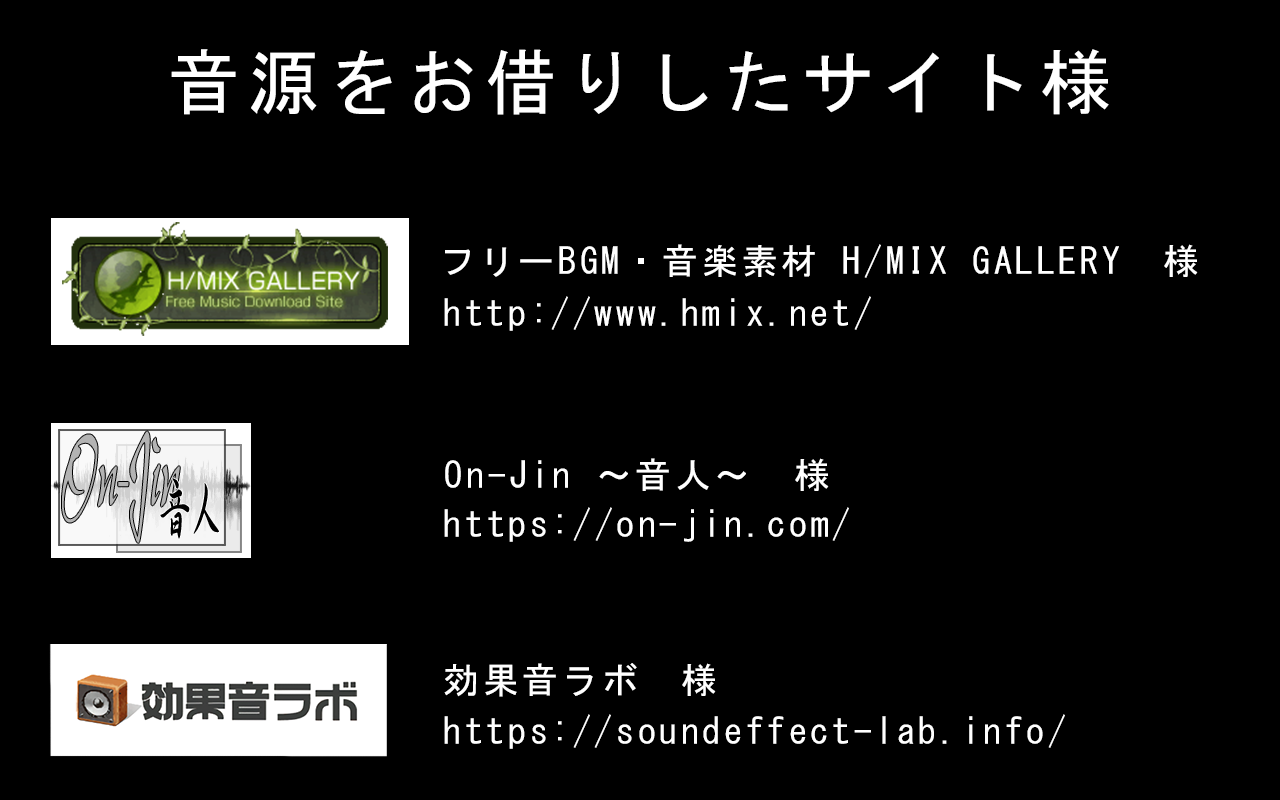 音源をお借りしたサイト様
H/MIX GALLERY
Free Music Download Site
フリーBGM・音楽素材 H/MIX GALLERY　様
http://www.hmix.net/
On-Jin
音人
On-Jin ～音人～　様
https://on-jin.com/
効果音ラボ
効果音ラボ　様
https://soundeffect-lab.info/